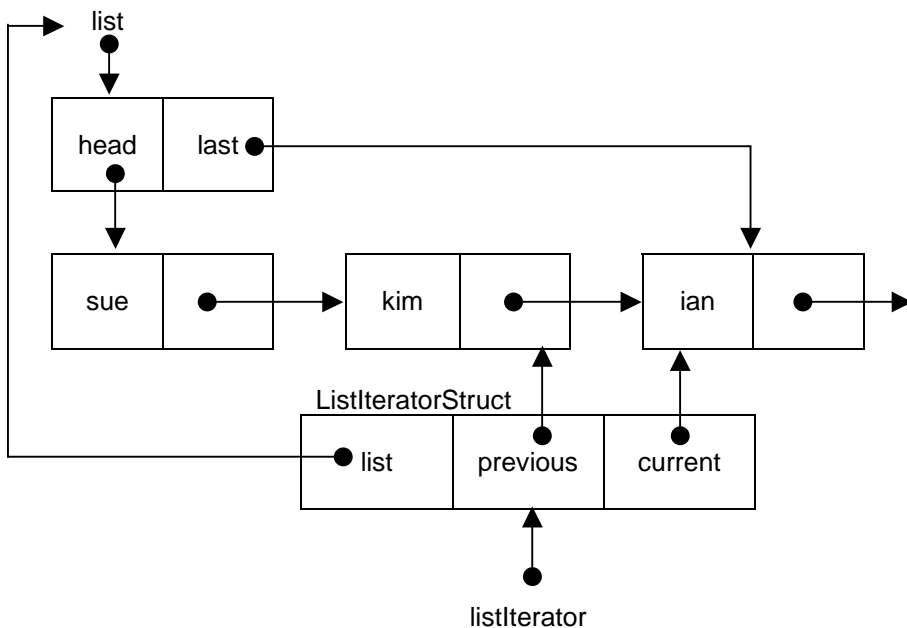 list
head last
sue kim ian
ListIteratorStruct
list previous current
listIterator